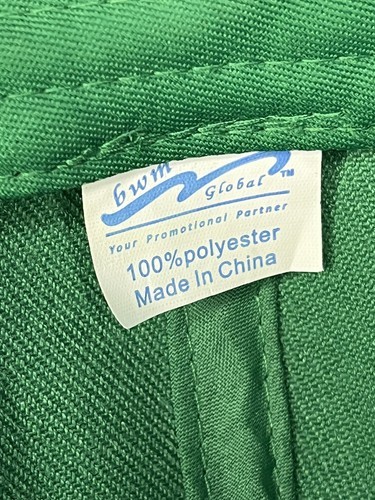 bwm
Global™
Your Promotional Partner
100%polyester
Made In China